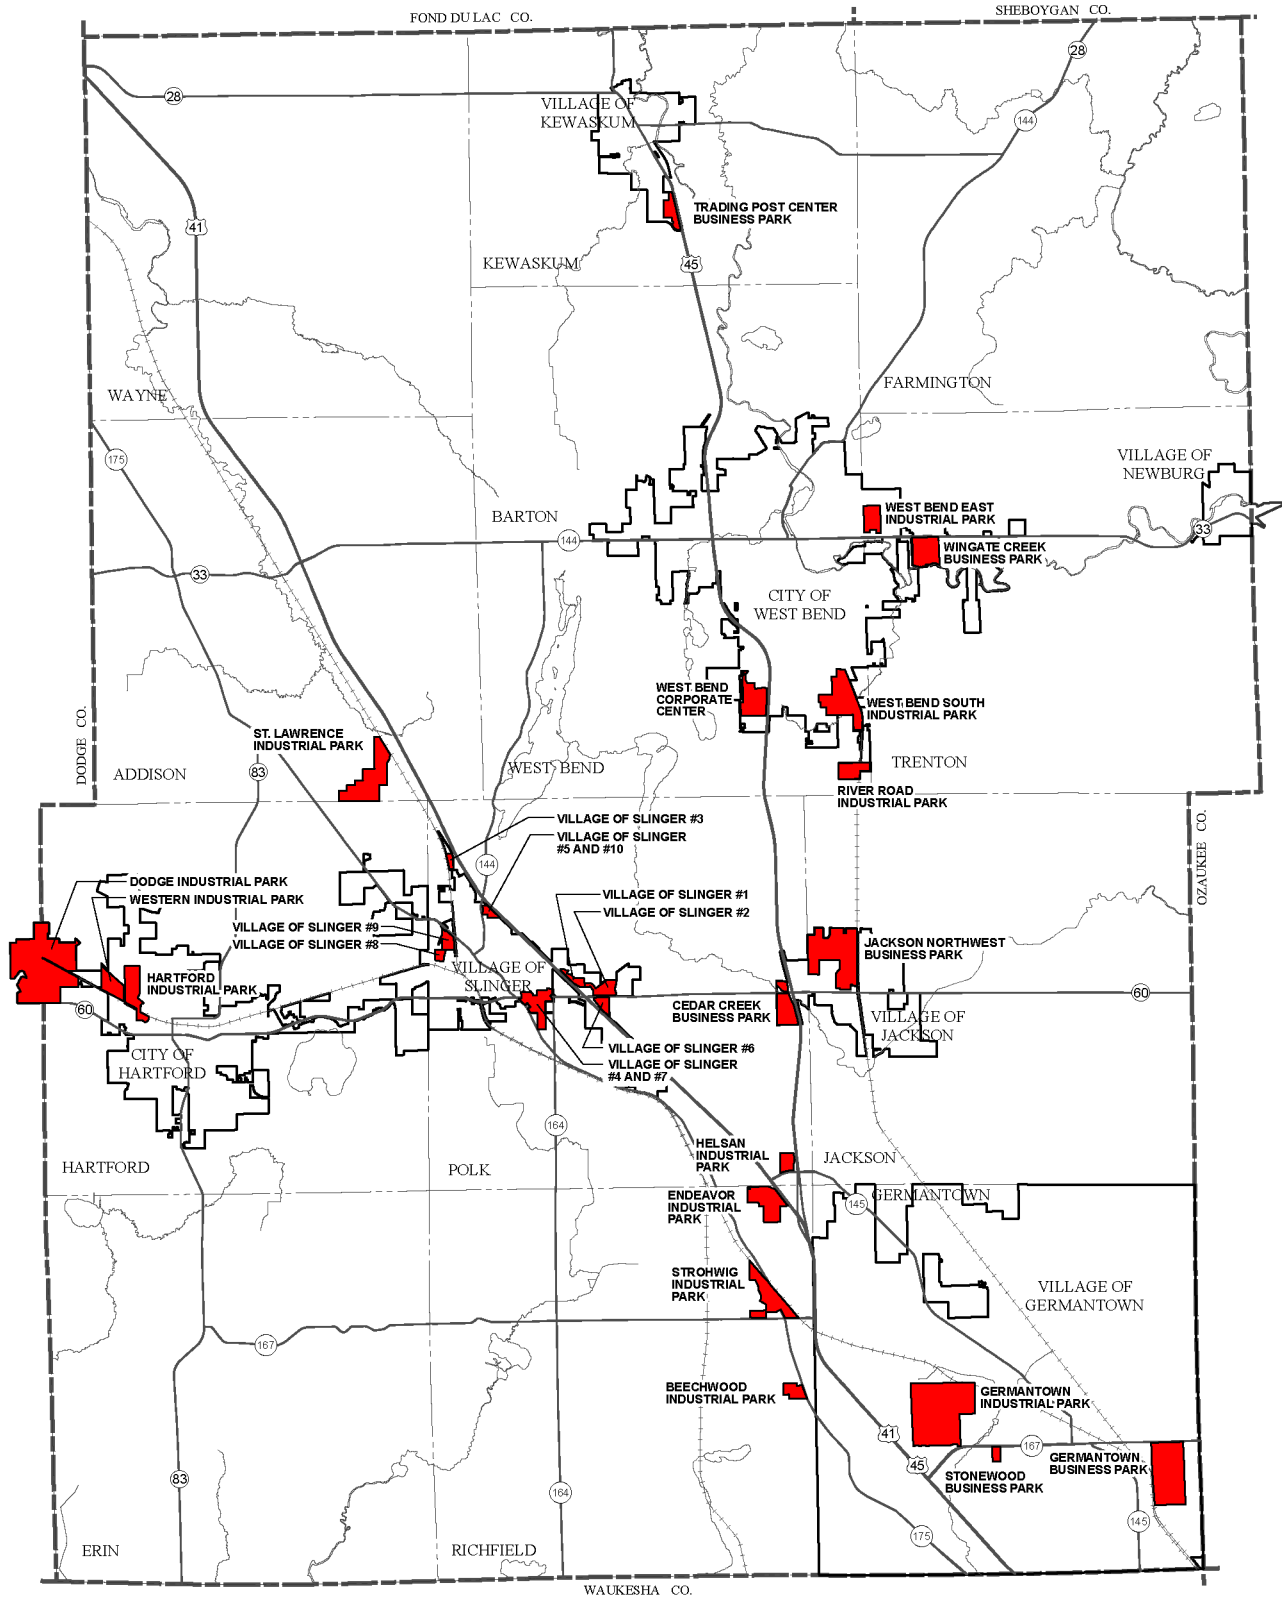 FOND DU LAC CO.
SHEBOYGAN CO.
28
28
144
VILLAGE OF
KEWASKUM
TRADING POST CENTER
BUSINESS PARK
41
KEWASKUM
45
WAYNE
FARMINGTON
175
VILLAGE OF
NEWBURG
BARTON
WEST BEND EAST
INDUSTRIAL PARK
33
144
WINGATE CREEK
BUSINESS PARK
33
CITY OF
WEST BEND
WEST BEND
CORPORATE
CENTER
WEST BEND SOUTH
INDUSTRIAL PARK
DODGE CO.
ST. LAWRENCE
INDUSTRIAL PARK
83
ADDISON
WEST BEND
TRENTON
RIVER ROAD
INDUSTRIAL PARK
VILLAGE OF SLINGER #3
VILLAGE OF SLINGER
#5 AND #10
144
OZAUKEE CO.
DODGE INDUSTRIAL PARK
WESTERN INDUSTRIAL PARK
VILLAGE OF SLINGER #1
VILLAGE OF SLINGER #2
VILLAGE OF SLINGER #9
VILLAGE OF SLINGER #8
JACKSON NORTHWEST
BUSINESS PARK
HARTFORD
INDUSTRIAL PARK
VILLAGE OF
SLINGER
60
CEDAR CREEK
BUSINESS PARK
60
VILLAGE OF
JACKSON
CITY OF
HARTFORD
VILLAGE OF SLINGER #6
VILLAGE OF SLINGER
#4 AND #7
164
HELSAN
INDUSTRIAL
PARK
JACKSON
HARTFORD
POLK
ENDEAVOR
INDUSTRIAL
PARK
GERMANTOWN
145
STROHWIG
INDUSTRIAL
PARK
VILLAGE OF
GERMANTOWN
167
BEECHWOOD
INDUSTRIAL PARK
GERMANTOWN
INDUSTRIAL PARK
41
167
45
GERMANTOWN
BUSINESS PARK
STONEWOOD
BUSINESS PARK
83
164
145
175
ERIN
RICHFIELD
WAUKESHA CO.